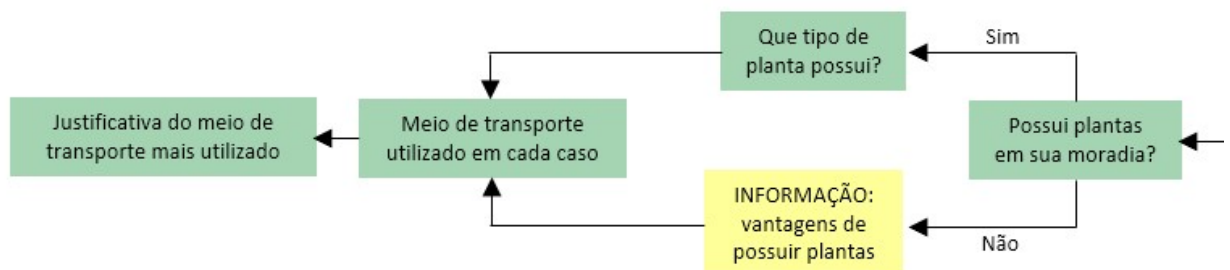 Que tipo de
planta possui?
Sim
Justificativa do meio de
transporte mais utilizado
Meio de transporte
utilizado em cada caso
Possui plantas
em sua moradia?
INFORMAÇÃO:
vantagens de
possuir plantas
Não